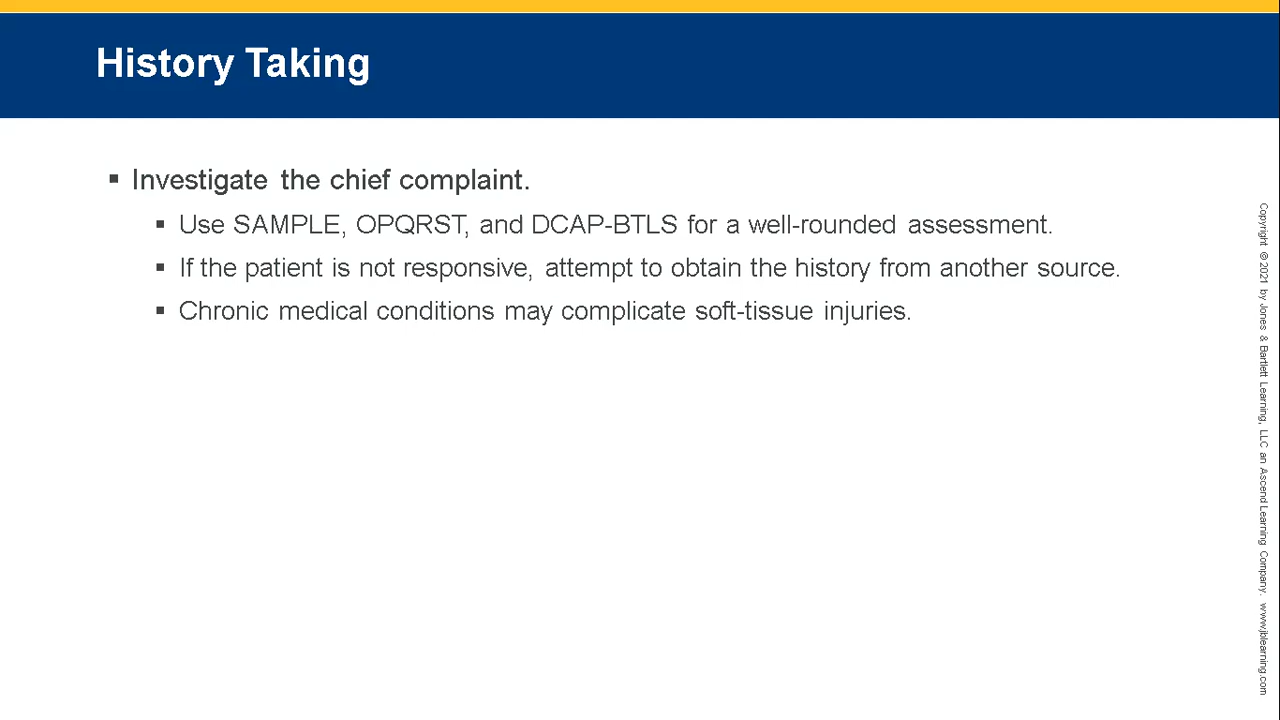 History Taking
▪ Investigate the chief complaint.
▪ Use SAMPLE, OPQRST, and DCAP-BTLS for a well-rounded assessment.
▪ If the patient is not responsive, attempt to obtain the history from another source.
▪ Chronic medical conditions may complicate soft-tissue injuries.
Copyright © 2021 by Jones & Bartlett Learning, LLC an Ascend Learning Company. www.jblearning.com